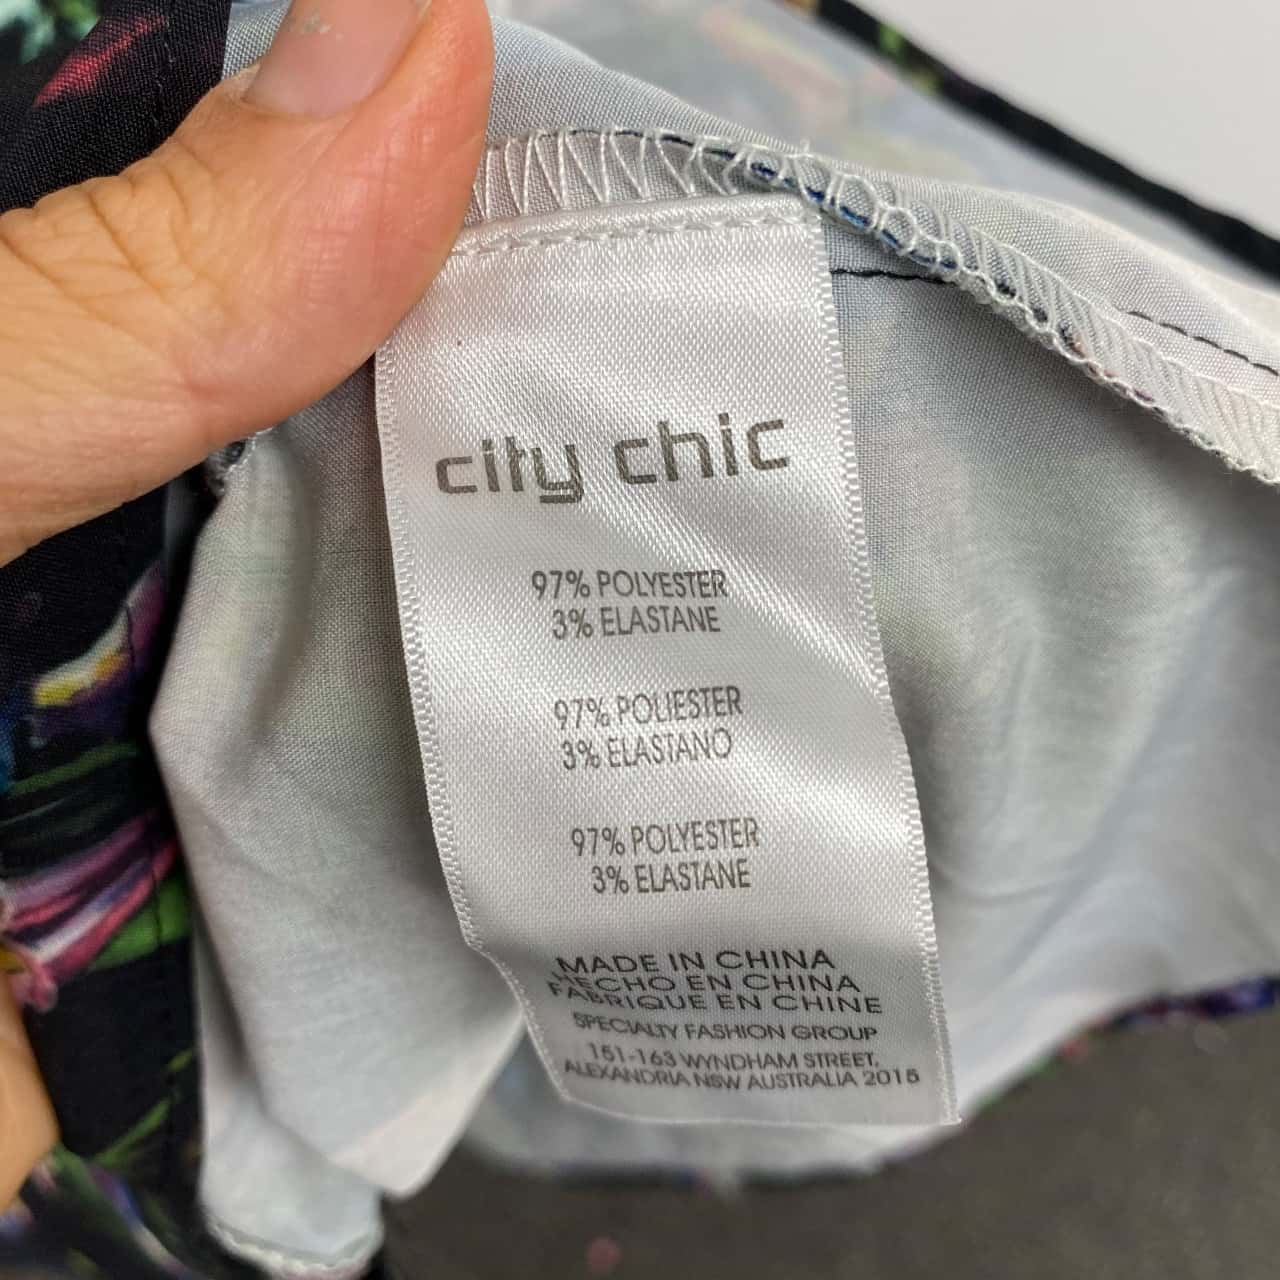 city chic
97% POLYESTER
3% ELASTANE
97% POLIESTER
3% ELASTANO
97% POLYESTER
3% ELASTANE
MADE IN CHINA
HECHO EN CHINA
FABRIQUE EN CHINE
SPECIALTY FASHION GROUP
151-163 WYNDHAM STREET,
ALEXANDRIA NSW AUSTRALIA 2015